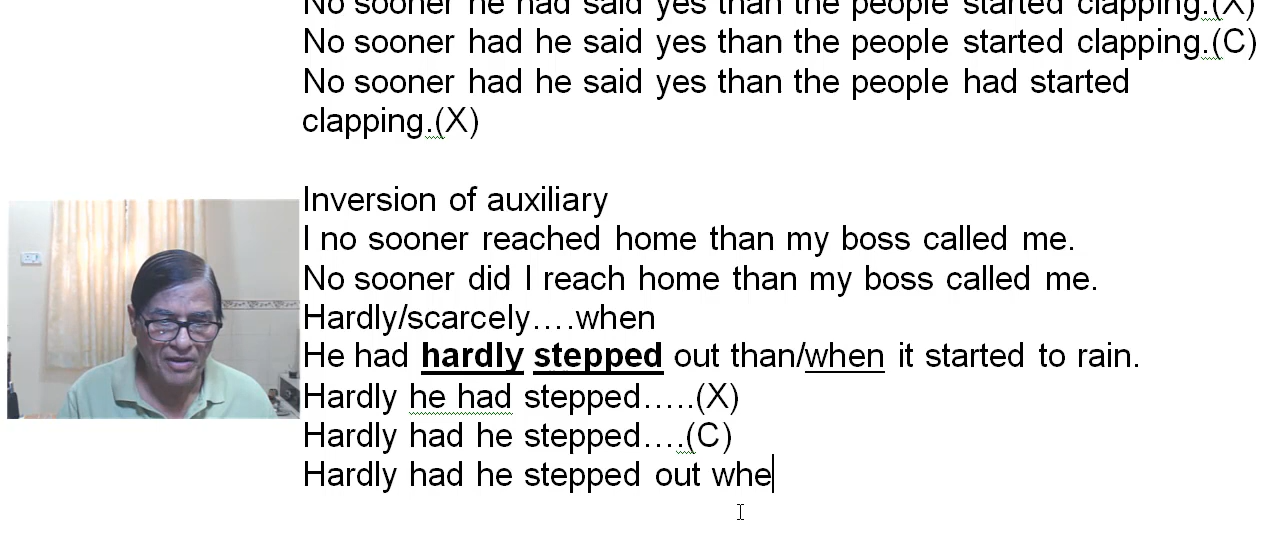 No sooner he had said yes than the people started clapping.(X)
No sooner had he said yes than the people started clapping.(C)
No sooner had he said yes than the people had started
clapping.(X)
Inversion of auxiliary
I no sooner reached home than my boss called me.
No sooner did I reach home than my boss called me.
Hardly/scarcely....when
He had hardly stepped out than/when it started to rain.
Hardly he had stepped.....(X)
Hardly had he stepped....(C)
Hardly had he stepped out whe